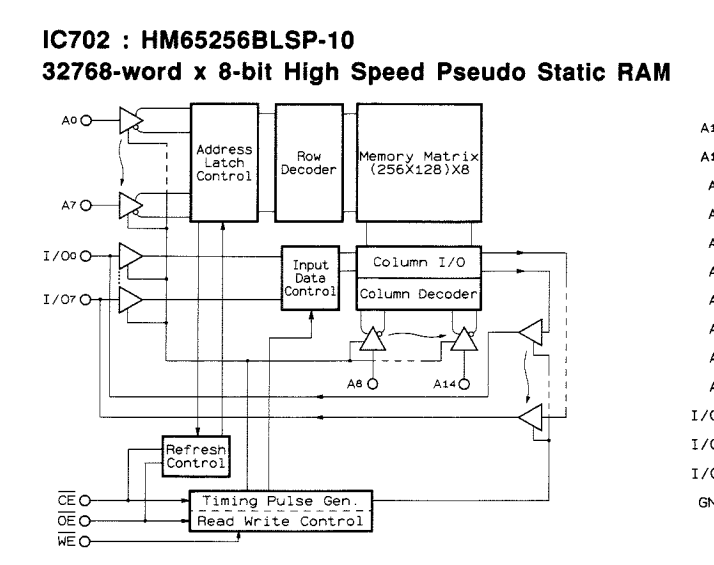 IC702 : HM65256BLSP-10
32768-word x 8-bit High Speed Pseudo Static RAM
A0
Address
Latch
Control
Row
Decoder
Memory Matrix
(256X128)X8
A7
I/O0
I/O7
Input
Data
Control
Column I/O
Column Decoder
A8
A14
Refresh
Control
CE
OE
WE
Timing Pulse Gen.
Read Write Control
I/O
I/O
I/O